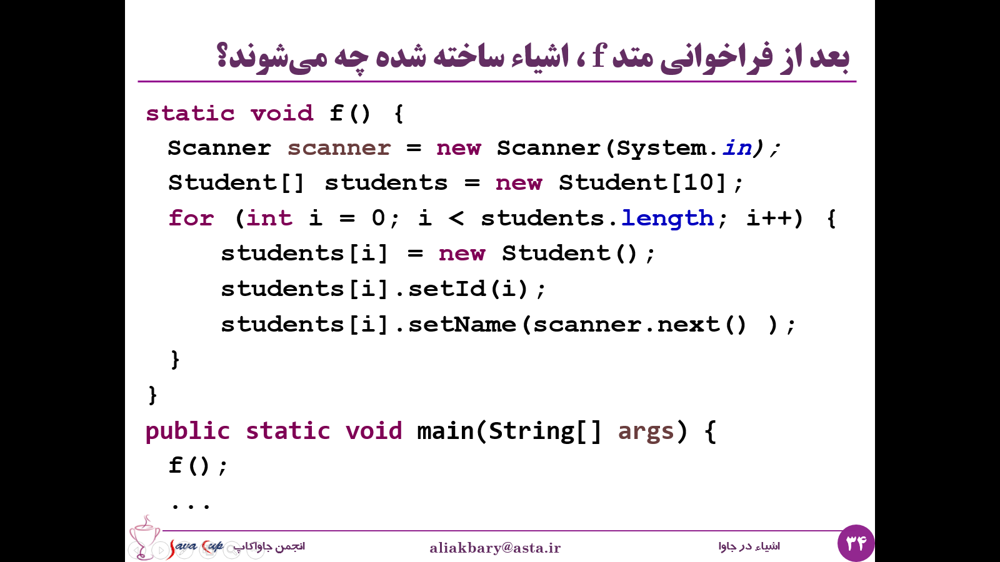 بعد از فراخوانی متد f ، اشیاء ساخته شده چه می‌شوند؟
static void f() {
Scanner scanner = new Scanner(System.in);
Student[] students = new Student[10];
for (int i = 0; i < students.length; i++) {
students[i] = new Student();
students[i].setId(i);
students[i].setName(scanner.next() );
}
}
public static void main(String[] args) {
f();
...
۳۴
اشیاء در جاوا
aliakbary@asta.ir
انجمن جاواکاپ
Java Cup